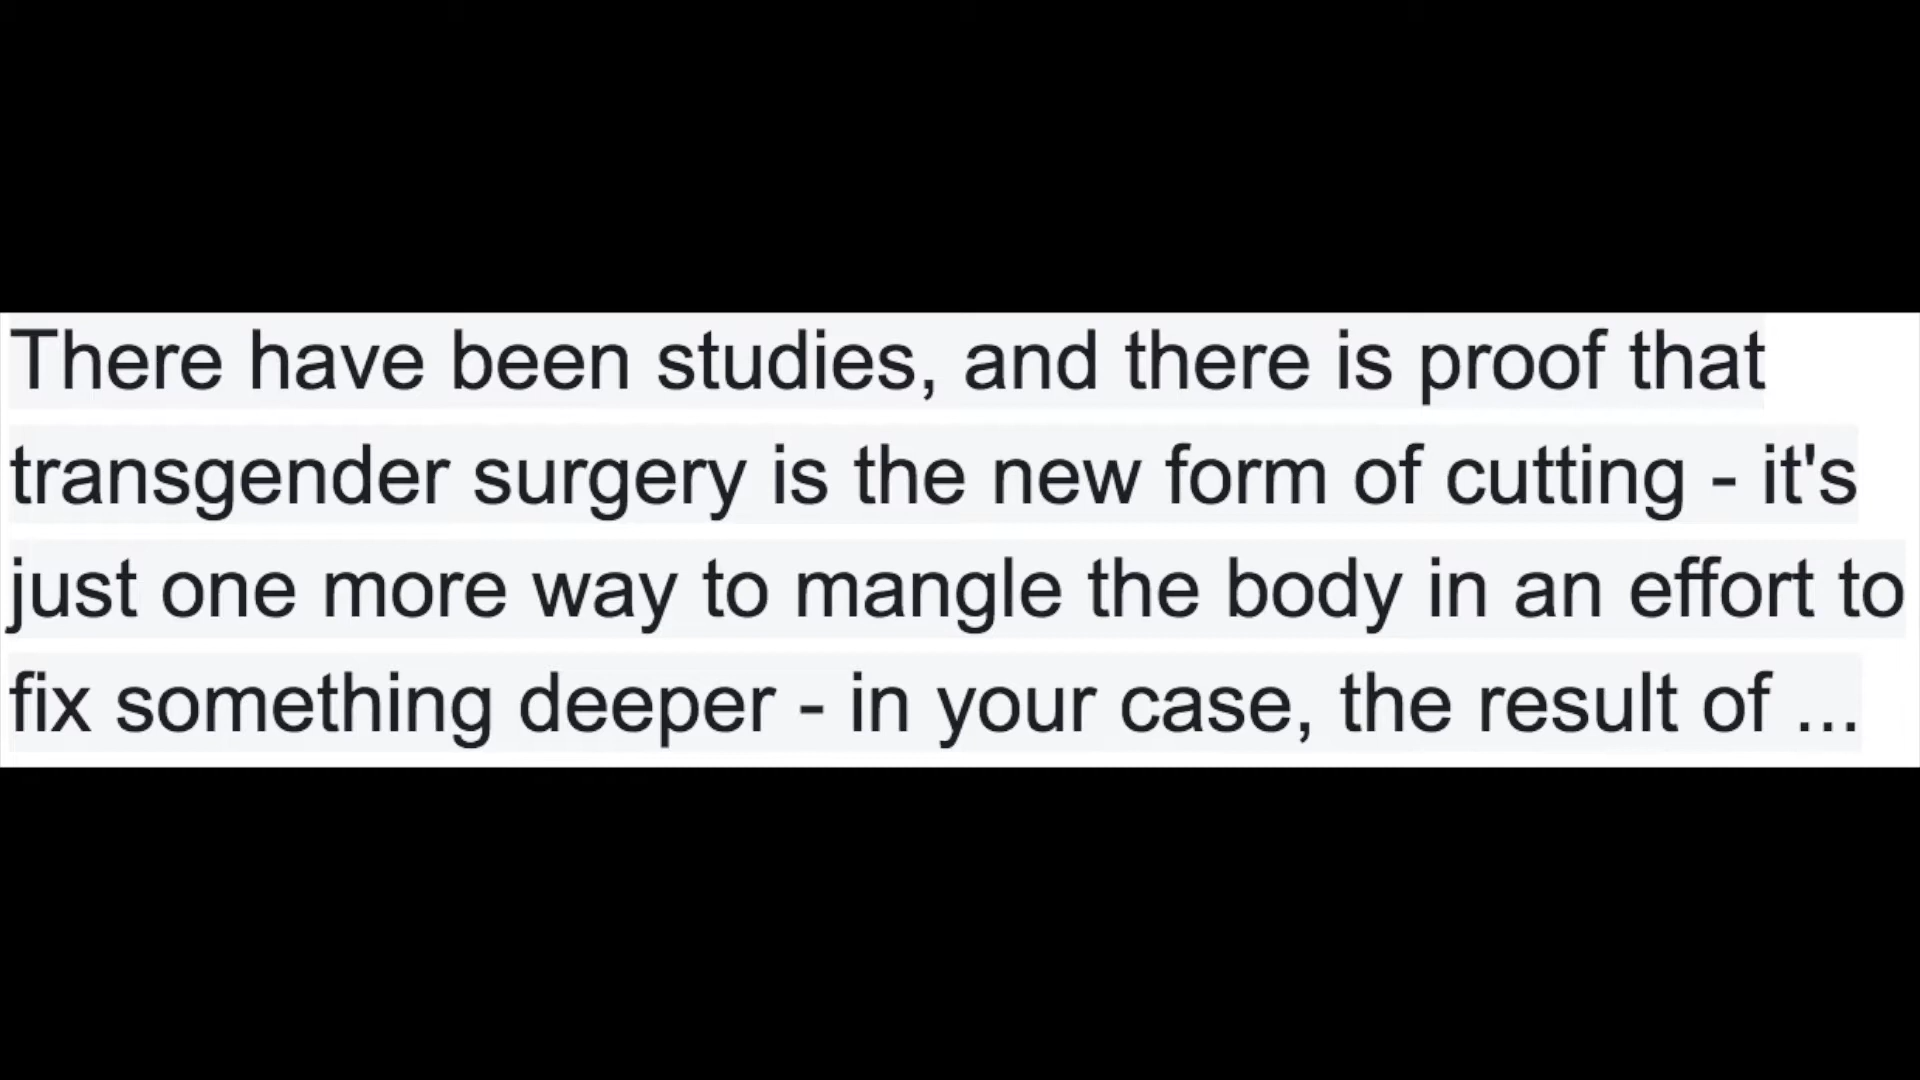 There have been studies, and there is proof that
transgender surgery is the new form of cutting - it's
just one more way to mangle the body in an effort to
fix something deeper - in your case, the result of ...